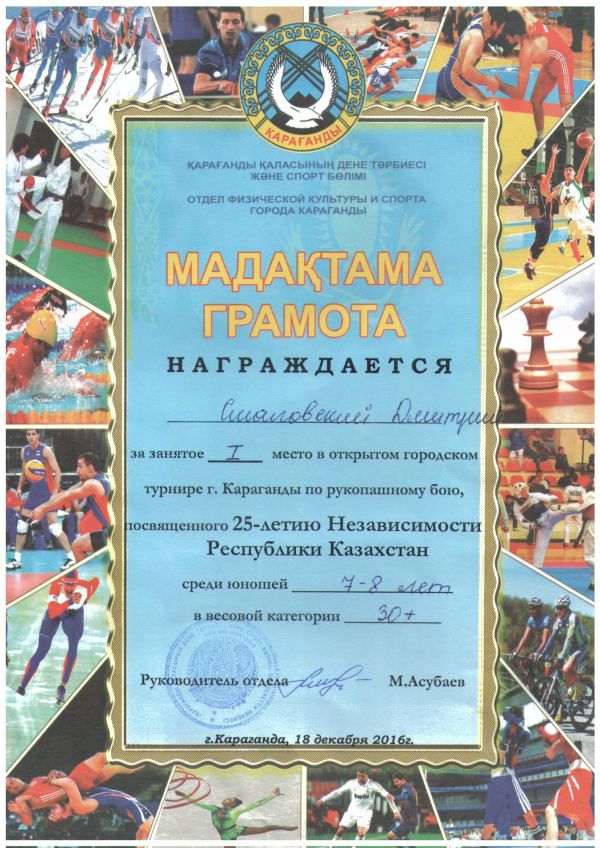 ҚАРАҒАНДЫ
ҚАРАҒАНДЫ ҚАЛАСЫНЫҢ ДЕНЕ ТӘРБИЕСІ
ЖӘНЕ СПОРТ БӨЛІМІ
ОТДЕЛ ФИЗИЧЕСКОЙ КУЛЬТУРЫ И СПОРТА
ГОРОДА КАРАГАНДЫ
МАДАҚТАМА
ГРАМОТА
НАГРАЖДАЕТСЯ
Смаловский Дмитрий
за занятое I место в открытом городском
турнире г. Караганды по рукопашному бою,
посвященного 25-летию Независимости
Республики Казахстан
среди юношей 7-8 лет
в весовой категории 30+
Руководитель отдела М.Асубаев
г.Караганда, 18 декабря 2016г.